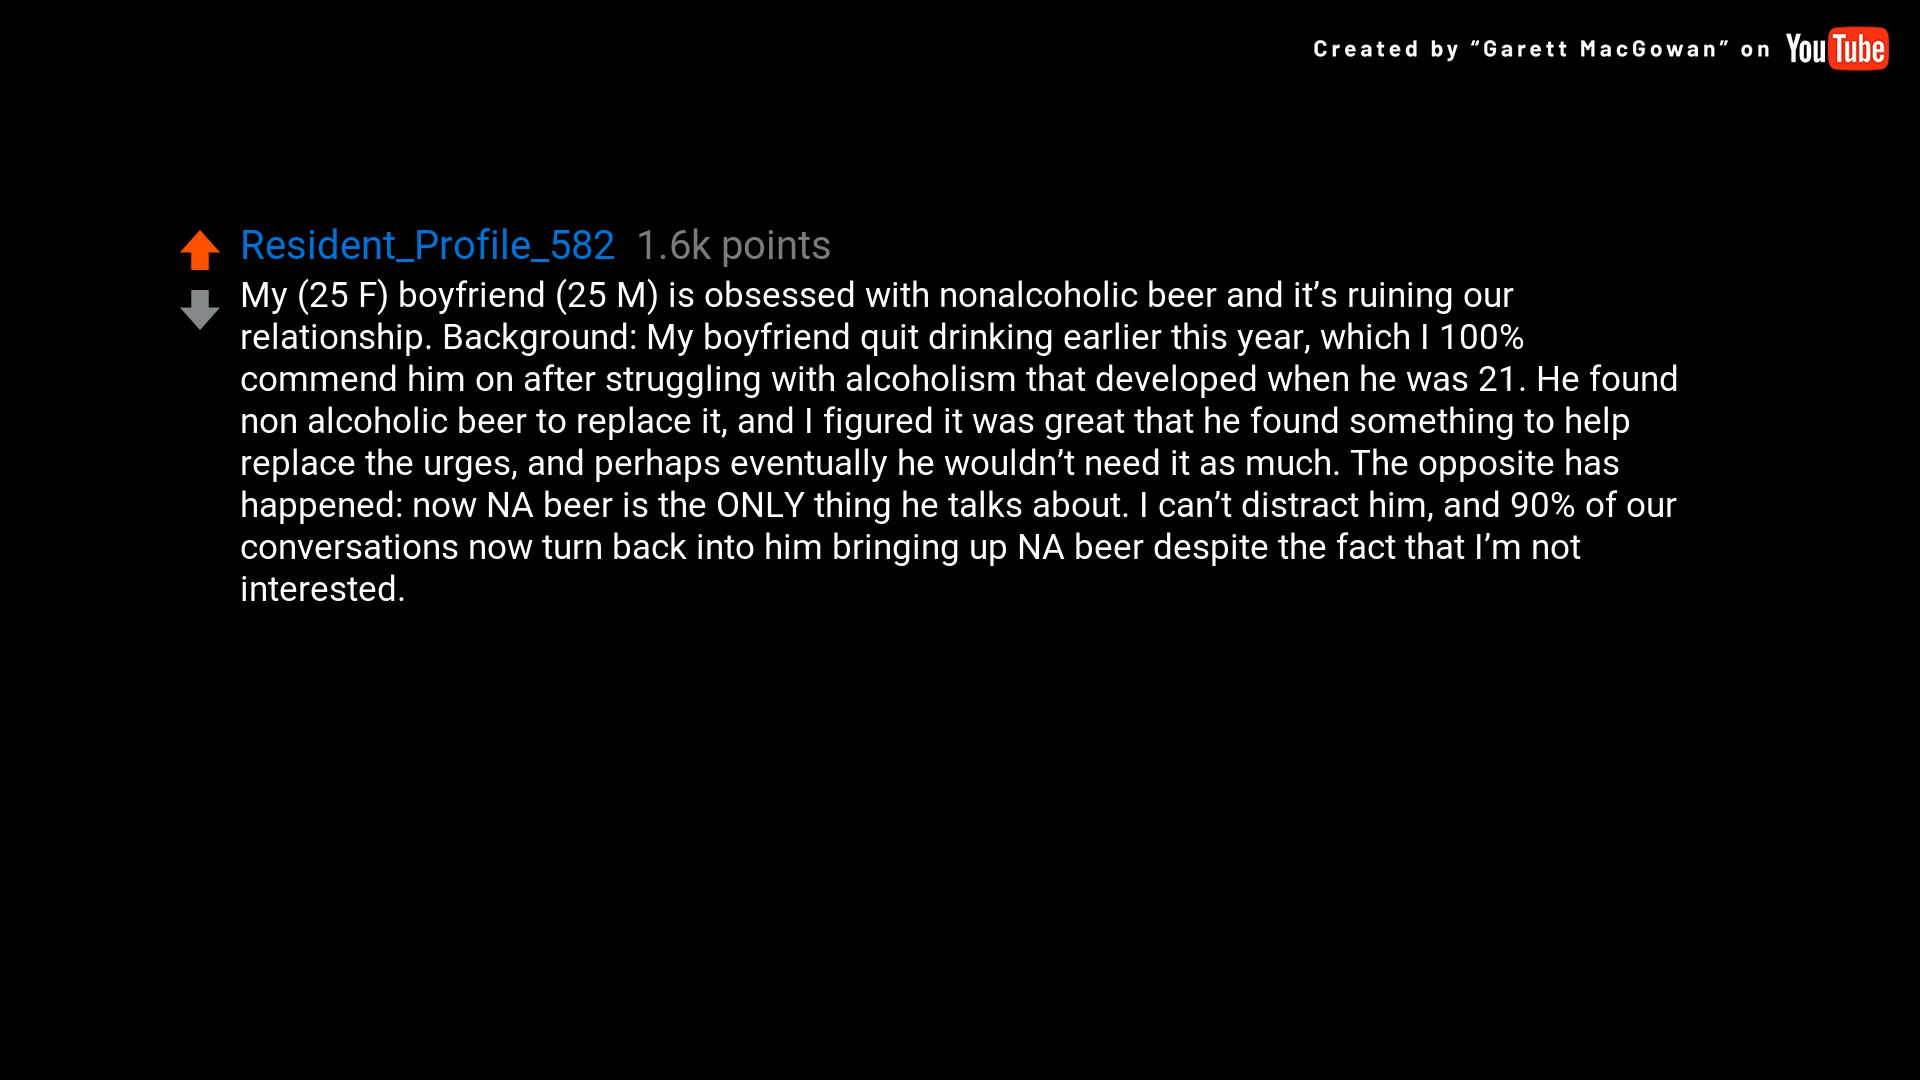 Created by “Garett MacGowan” on YouTube
Resident_Profile_582 1.6k points
My (25 F) boyfriend (25 M) is obsessed with nonalcoholic beer and it’s ruining our
relationship. Background: My boyfriend quit drinking earlier this year, which I 100%
commend him on after struggling with alcoholism that developed when he was 21. He found
non alcoholic beer to replace it, and I figured it was great that he found something to help
replace the urges, and perhaps eventually he wouldn’t need it as much. The opposite has
happened: now NA beer is the ONLY thing he talks about. I can’t distract him, and 90% of our
conversations now turn back into him bringing up NA beer despite the fact that I’m not
interested.